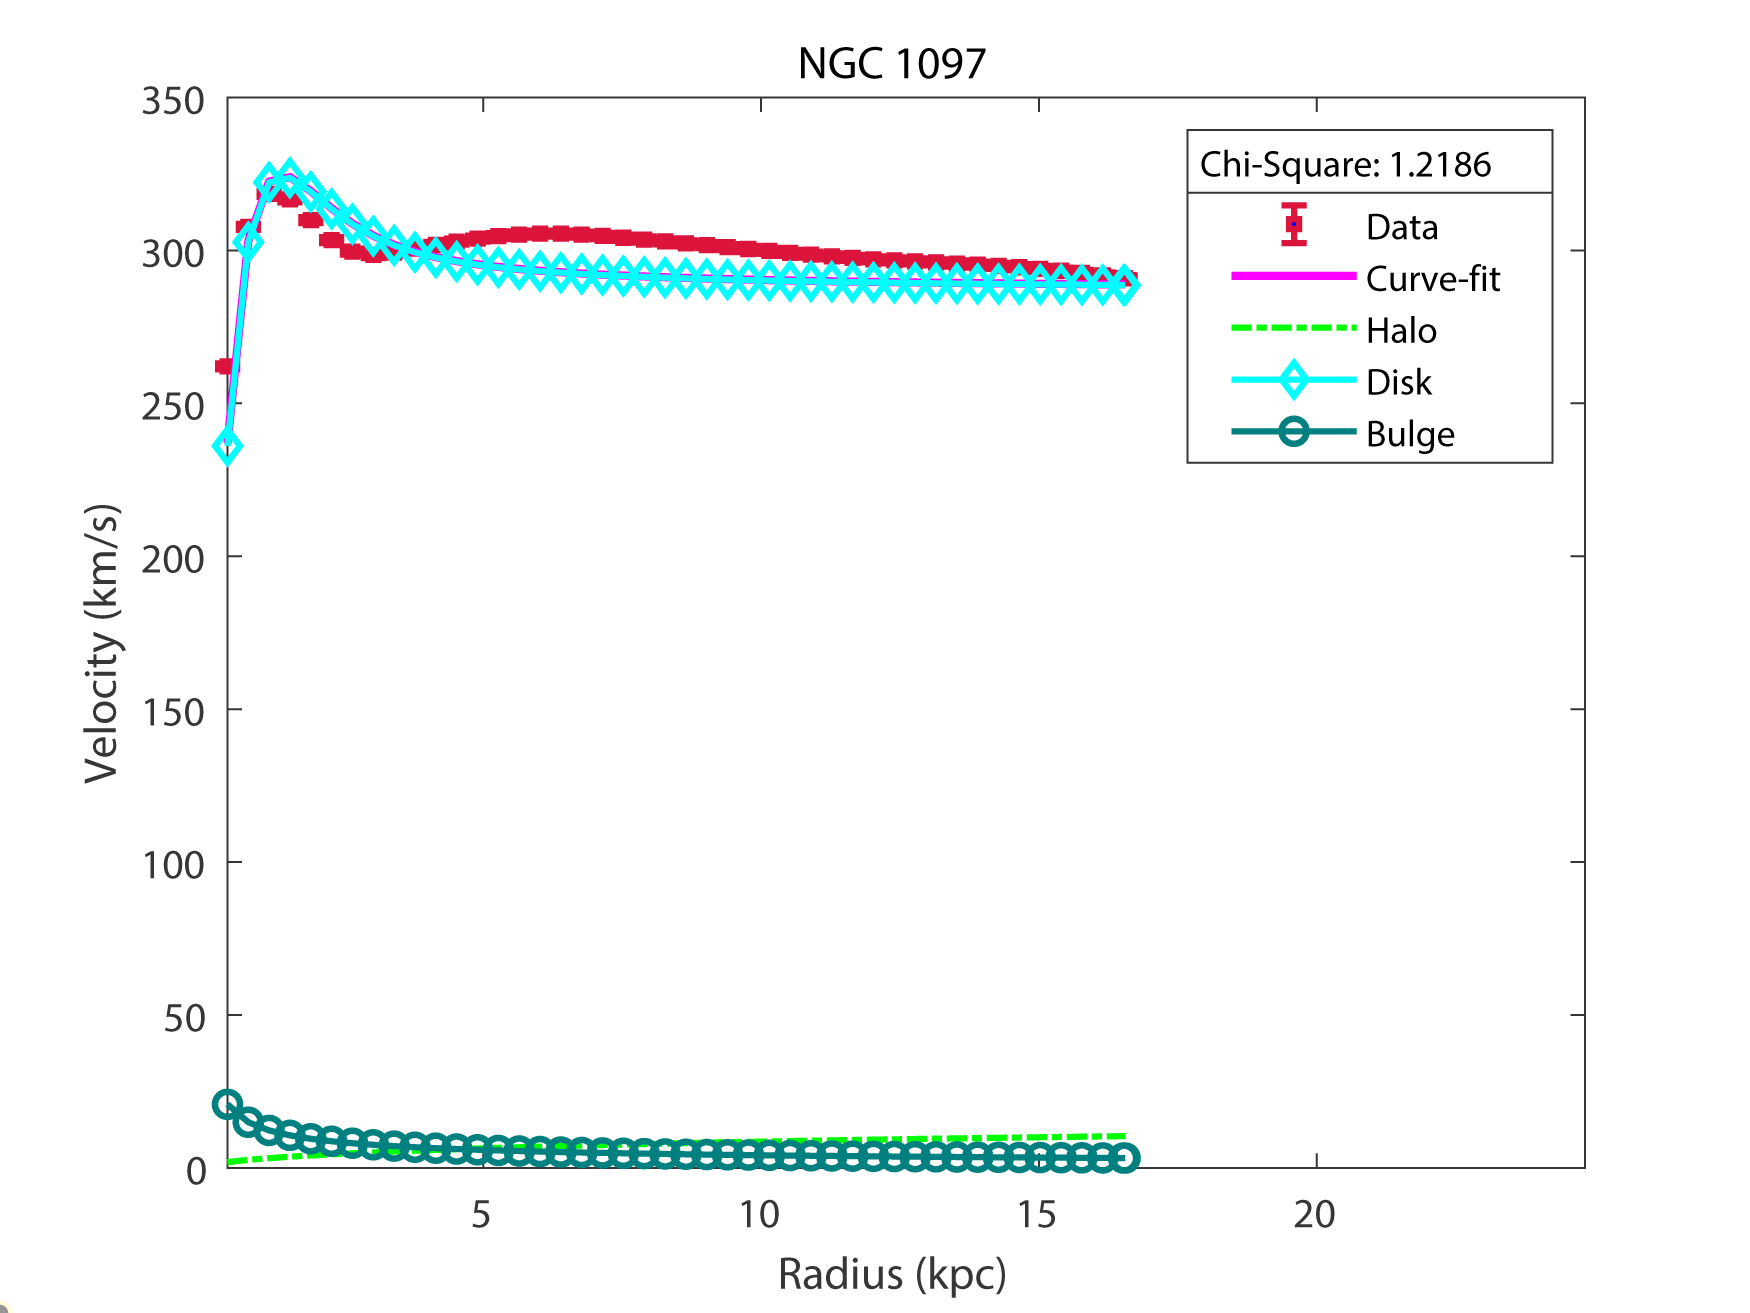 NGC 1097
350
300
250
200
150
100
50
0
Velocity (km/s)
Chi-Square: 1.2186
Data
Curve-fit
Halo
Disk
Bulge
5
10
15
20
Radius (kpc)